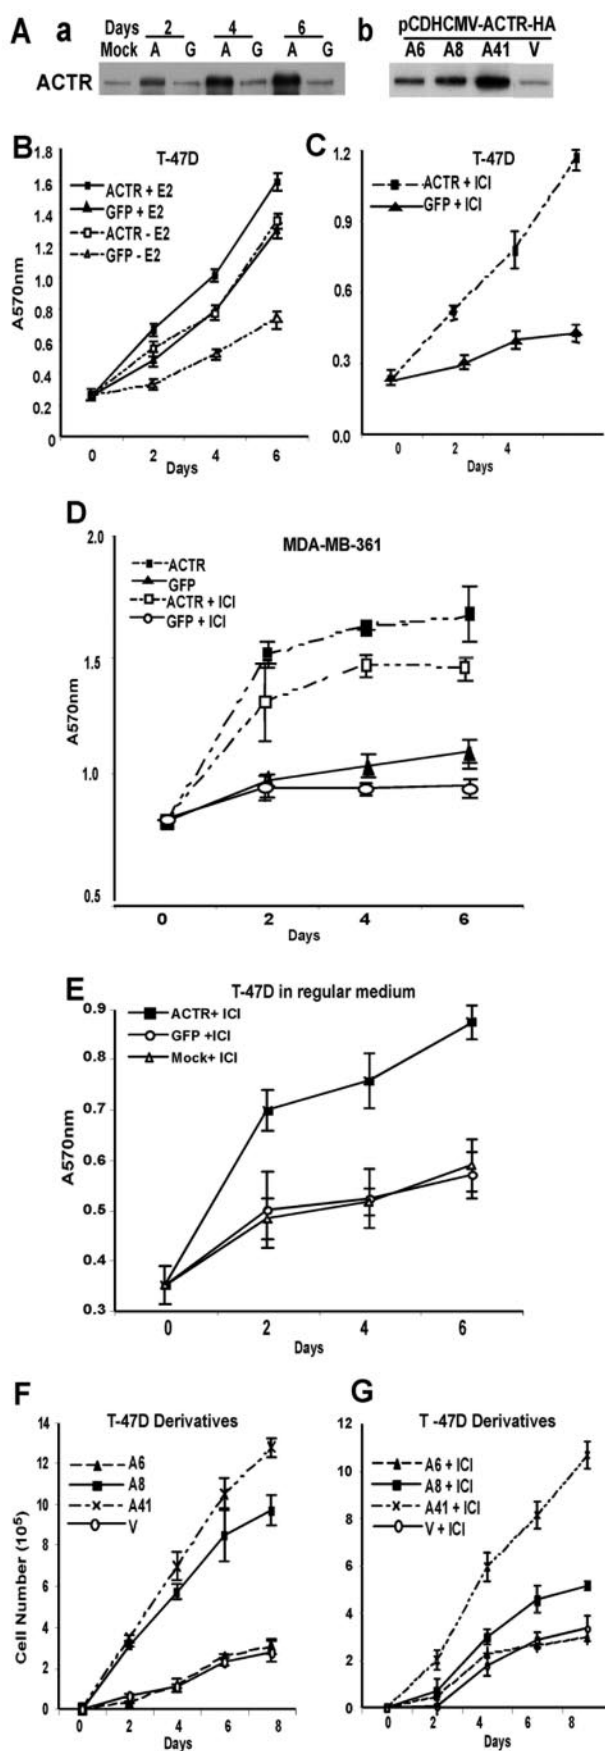 A a Days 2 4 6
Mock A G A G A G
ACTR
b pCDHCMV-ACTR-HA
A6 A8 A41 V
B T-47D
1.8
1.6
1.4
1.2
1.0
0.8
0.6
0.4
0.2
0
A570nm
ACTR + E2
GFP + E2
ACTR - E2
GFP - E2
0 2 4 6
Days
C T-47D
1.2
0.9
0.6
0.3
0.0
ACTR + ICI
GFP + ICI
0 2 4
Days
D MDA-MB-361
2.0
1.5
1.0
0.5
A570nm
ACTR
GFP
ACTR + ICI
GFP + ICI
0 2 4 6
Days
E T-47D in regular medium
0.9
0.8
0.7
0.6
0.5
0.4
0.3
A570nm
ACTR+ ICI
GFP +ICI
Mock+ ICI
0 2 4 6
Days
F T-47D Derivatives
14
12
10
8
6
4
2
0
Cell Number (10⁵)
A6
A8
A41
V
0 2 4 6 8
Days
G T -47D Derivatives
12
10
8
6
4
2
0
A6 + ICI
A8 + ICI
A41 + ICI
V + ICI
0 2 4 6 8
Days